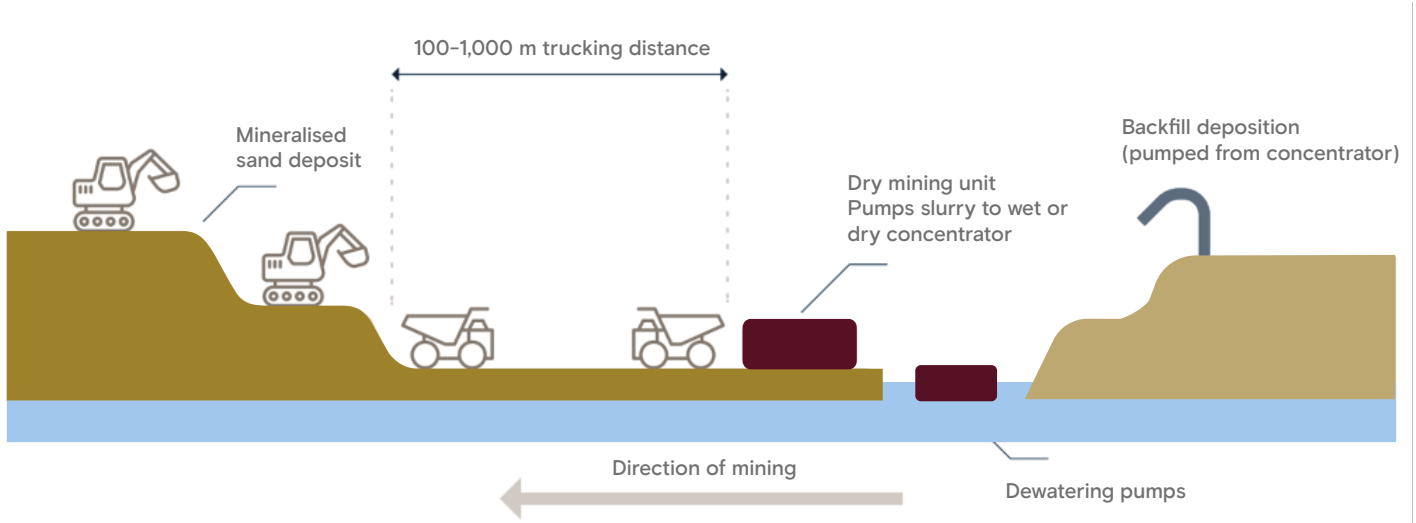 100–1,000 m trucking distance
Mineralised
sand deposit
Backfill deposition
(pumped from concentrator)
Dry mining unit
Pumps slurry to wet or
dry concentrator
Direction of mining
Dewatering pumps